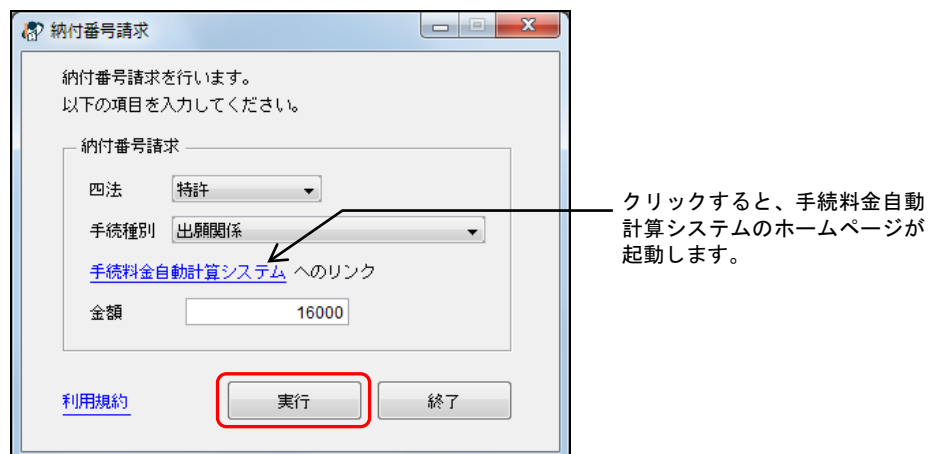 納付番号請求
納付番号請求を行います。
以下の項目を入力してください。
納付番号請求
四法 特許
手続種別 出願関係
手続料金自動計算システム へのリンク
金額 16000
利用規約 実行 終了
クリックすると、手続料金自動
計算システムのホームページが
起動します。